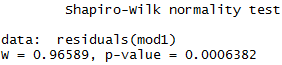 Shapiro-Wilk normality test
data:  residuals(mod1)
W = 0.96589, p-value = 0.0006382